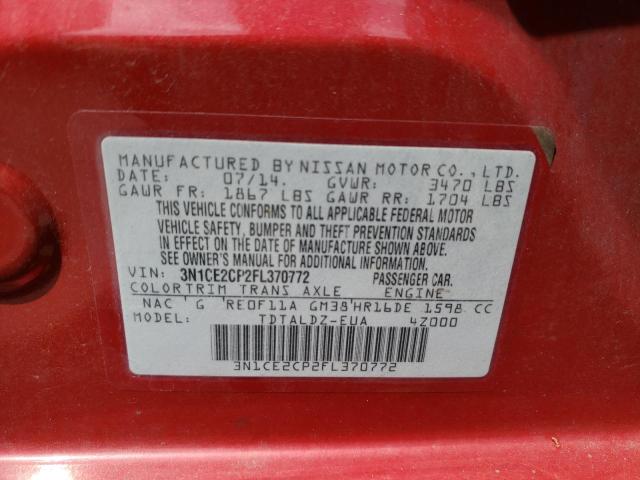 MANUFACTURED BY NISSAN MOTOR CO., LTD.
DATE: 07/14. GVWR: 3470 LBS
GAWR FR: 1867 LBS GAWR RR: 1704 LBS
THIS VEHICLE CONFORMS TO ALL APPLICABLE FEDERAL MOTOR
VEHICLE SAFETY, BUMPER AND THEFT PREVENTION STANDARDS
IN EFFECT ON THE DATE OF MANUFACTURE SHOWN ABOVE.
SEE OWNER'S MANUAL FOR ADDITIONAL INFORMATION.
VIN: 3N1CE2CP2FL370772 PASSENGER CAR.
COLOR TRIM TRANS AXLE ENGINE
NAC G RE0F11A GM38 HR16DE 1598 CC
MODEL: TDTALDZ-EUA 4Z000
3N1CE2CP2FL370772